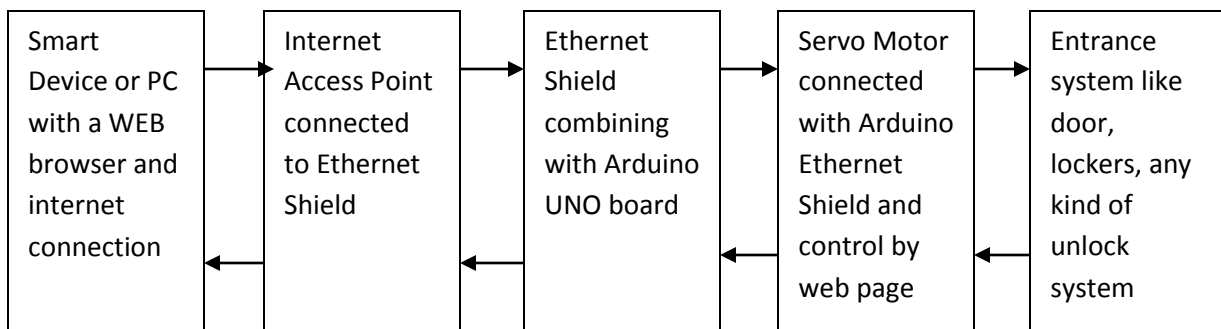 Smart
Device or PC
with a WEB
browser and
internet
connection
Internet
Access Point
connected
to Ethernet
Shield
Ethernet
Shield
combining
with Arduino
UNO board
Servo Motor
connected
with Arduino
Ethernet
Shield and
control by
web page
Entrance
system like
door,
lockers, any
kind of
unlock
system